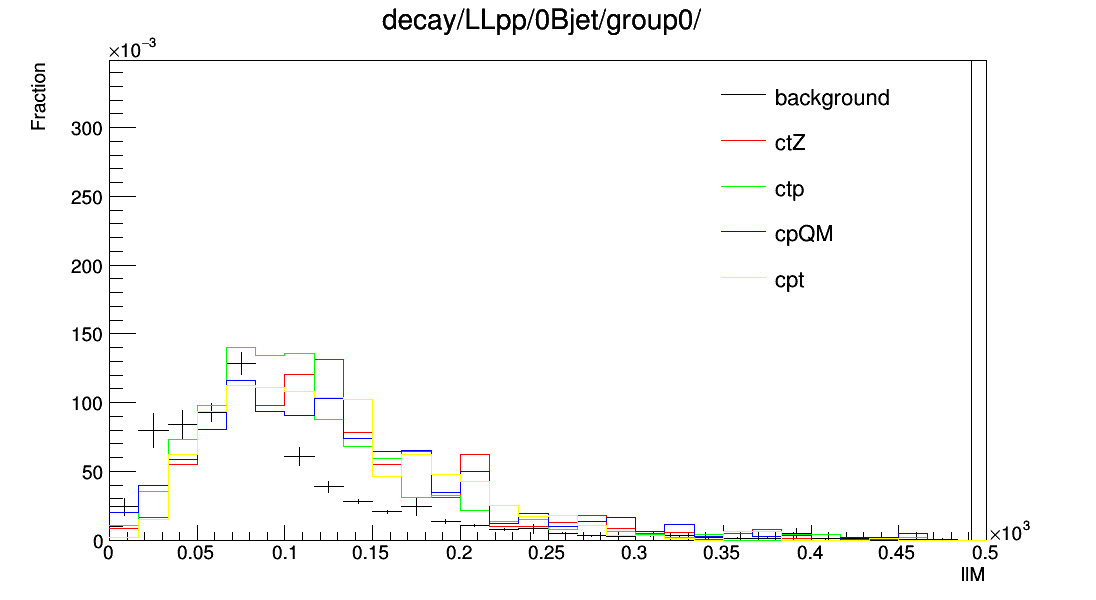 decay/LLpp/0Bjet/group0/
×10⁻³
Fraction
background
ctZ
ctp
cpQM
cpt
300
250
200
150
100
50
0
0 0.05 0.1 0.15 0.2 0.25 0.3 0.35 0.4 0.45 0.5
×10³
llM